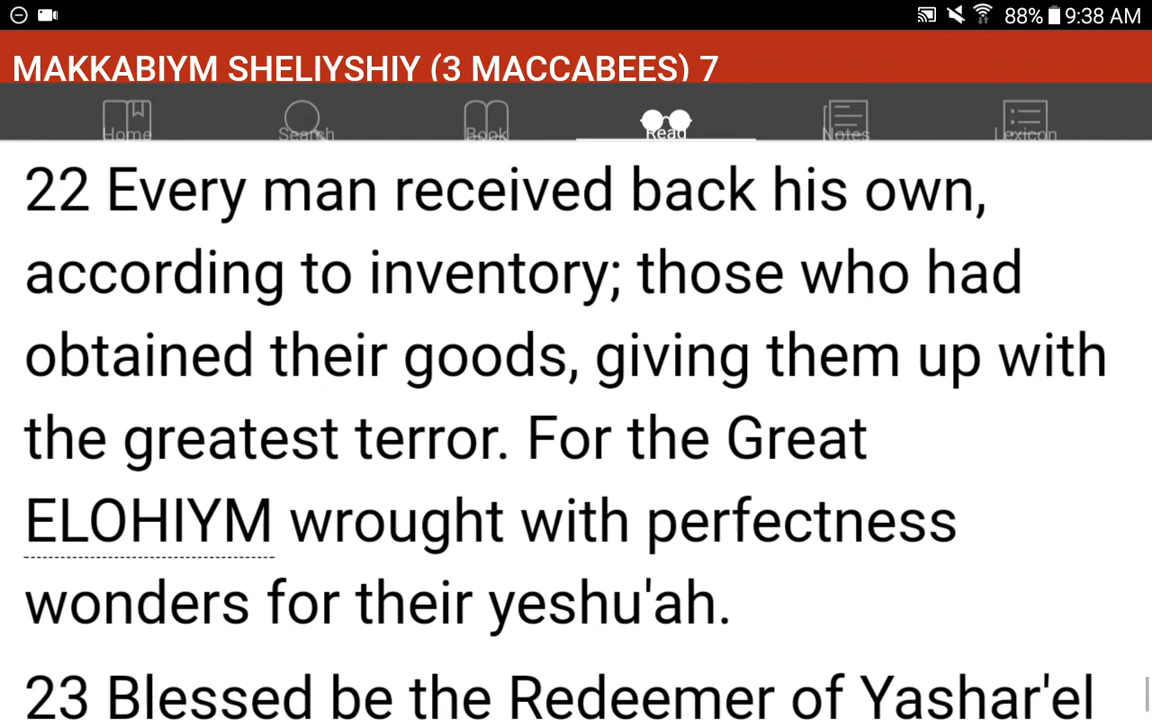 88% 9:38 AM
MAKKABIYM SHELIYSHIY (3 MACCABEES) 7
Home Search Book Read Notes Lexicon
22 Every man received back his own,
according to inventory; those who had
obtained their goods, giving them up with
the greatest terror. For the Great
ELOHIYM wrought with perfectness
wonders for their yeshu'ah.
23 Blessed be the Redeemer of Yashar'el